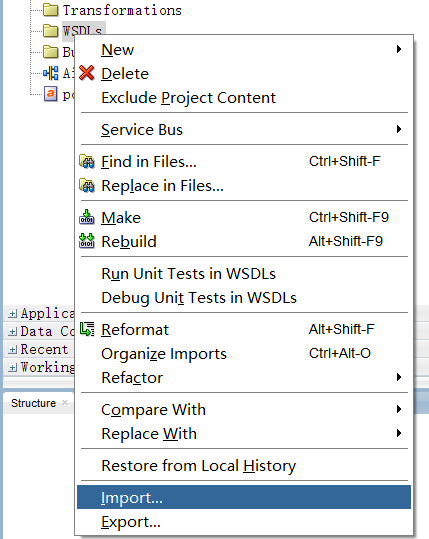 Transformations
WSDLs
New
Delete
Exclude Project Content
Service Bus
Find in Files... Ctrl+Shift-F
Replace in Files...
Make Ctrl+Shift-F9
Rebuild Alt+Shift-F9
Run Unit Tests in WSDLs
Debug Unit Tests in WSDLs
Applica
Reformat Alt+Shift-F
Data Co
Recent
Organize Imports Ctrl+Alt-O
Working
Refactor
Structure
Compare With
Replace With
Restore from Local History
Import...
Export...